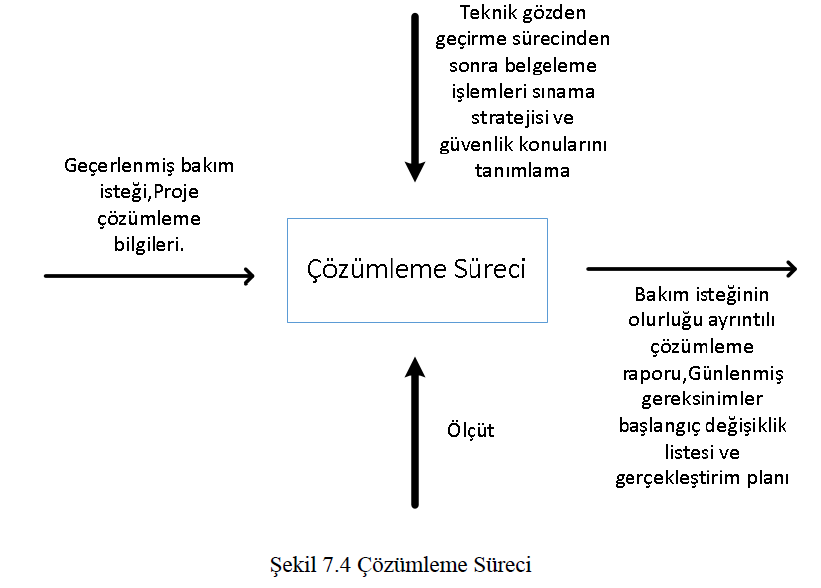 Teknik gözden
geçirme sürecinden
sonra belgeleme
işlemleri sınama
stratejisi ve
güvenlik konularını
tanımlama
Geçerlenmiş bakım
isteği,Proje
çözümleme
bilgileri.
Çözümleme Süreci
Bakım isteğinin
olurluğu ayrıntılı
çözümleme
raporu,Günlenmiş
gereksinimler
başlangıç değişiklik
listesi ve
gerçekleştirim planı
Ölçüt
Şekil 7.4 Çözümleme Süreci